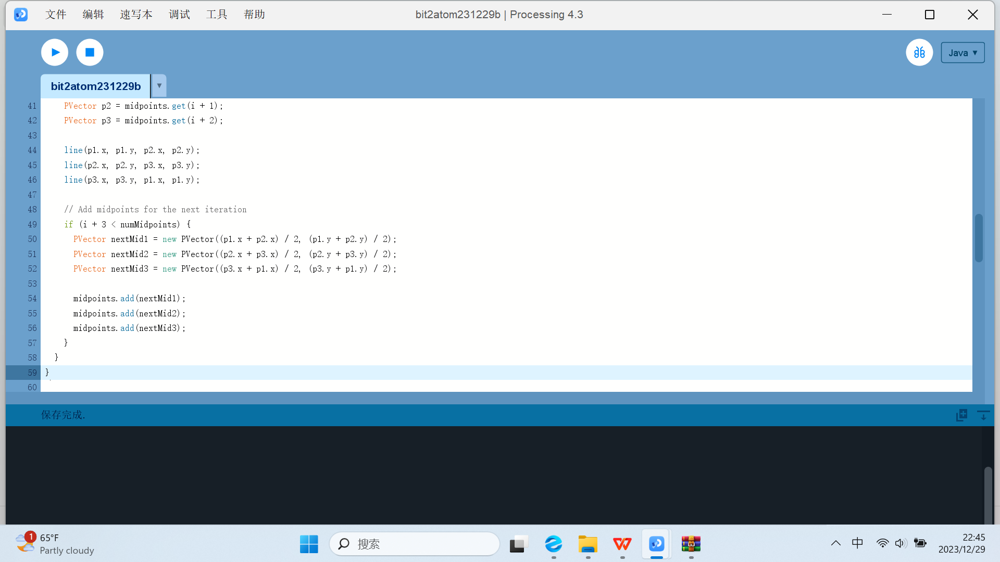 文件 编辑 速写本 调试 工具 帮助
bit2atom231229b | Processing 4.3
Java ▼
bit2atom231229b ▼
41 PVector p2 = midpoints.get(i + 1);
42 PVector p3 = midpoints.get(i + 2);
43
44 line(p1.x, p1.y, p2.x, p2.y);
45 line(p2.x, p2.y, p3.x, p3.y);
46 line(p3.x, p3.y, p1.x, p1.y);
47
48 // Add midpoints for the next iteration
49 if (i + 3 < numMidpoints) {
50 PVector nextMid1 = new PVector((p1.x + p2.x) / 2, (p1.y + p2.y) / 2);
51 PVector nextMid2 = new PVector((p2.x + p3.x) / 2, (p2.y + p3.y) / 2);
52 PVector nextMid3 = new PVector((p3.x + p1.x) / 2, (p3.y + p1.y) / 2);
53
54 midpoints.add(nextMid1);
55 midpoints.add(nextMid2);
56 midpoints.add(nextMid3);
57 }
58 }
59 }
60
保存完成.
1
65°F
Partly cloudy
搜索
中
22:45
2023/12/29